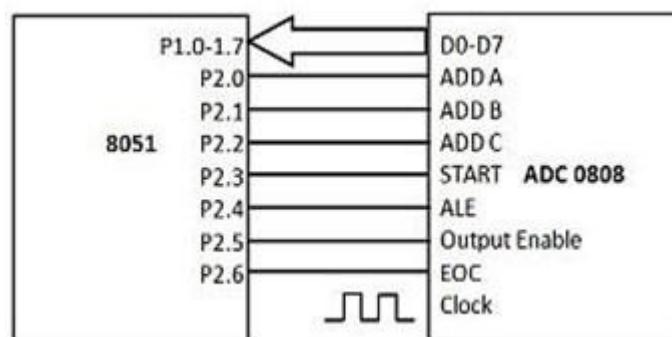 P1.0-1.7 D0-D7
P2.0 ADD A
P2.1 ADD B
8051 P2.2 ADD C
P2.3 START ADC 0808
P2.4 ALE
P2.5 Output Enable
P2.6 EOC
Clock